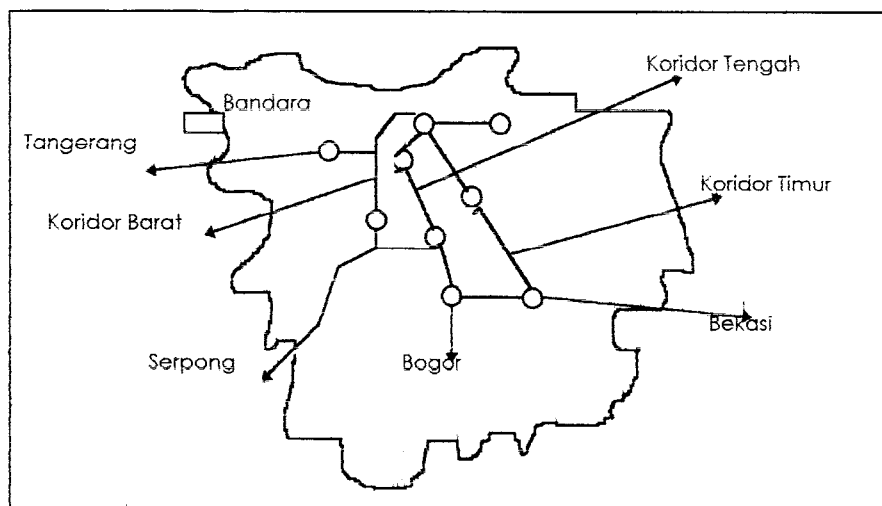 Koridor Tengah
Bandara
Tangerang
Koridor Timur
Koridor Barat
Bekasi
Serpong
Bogor